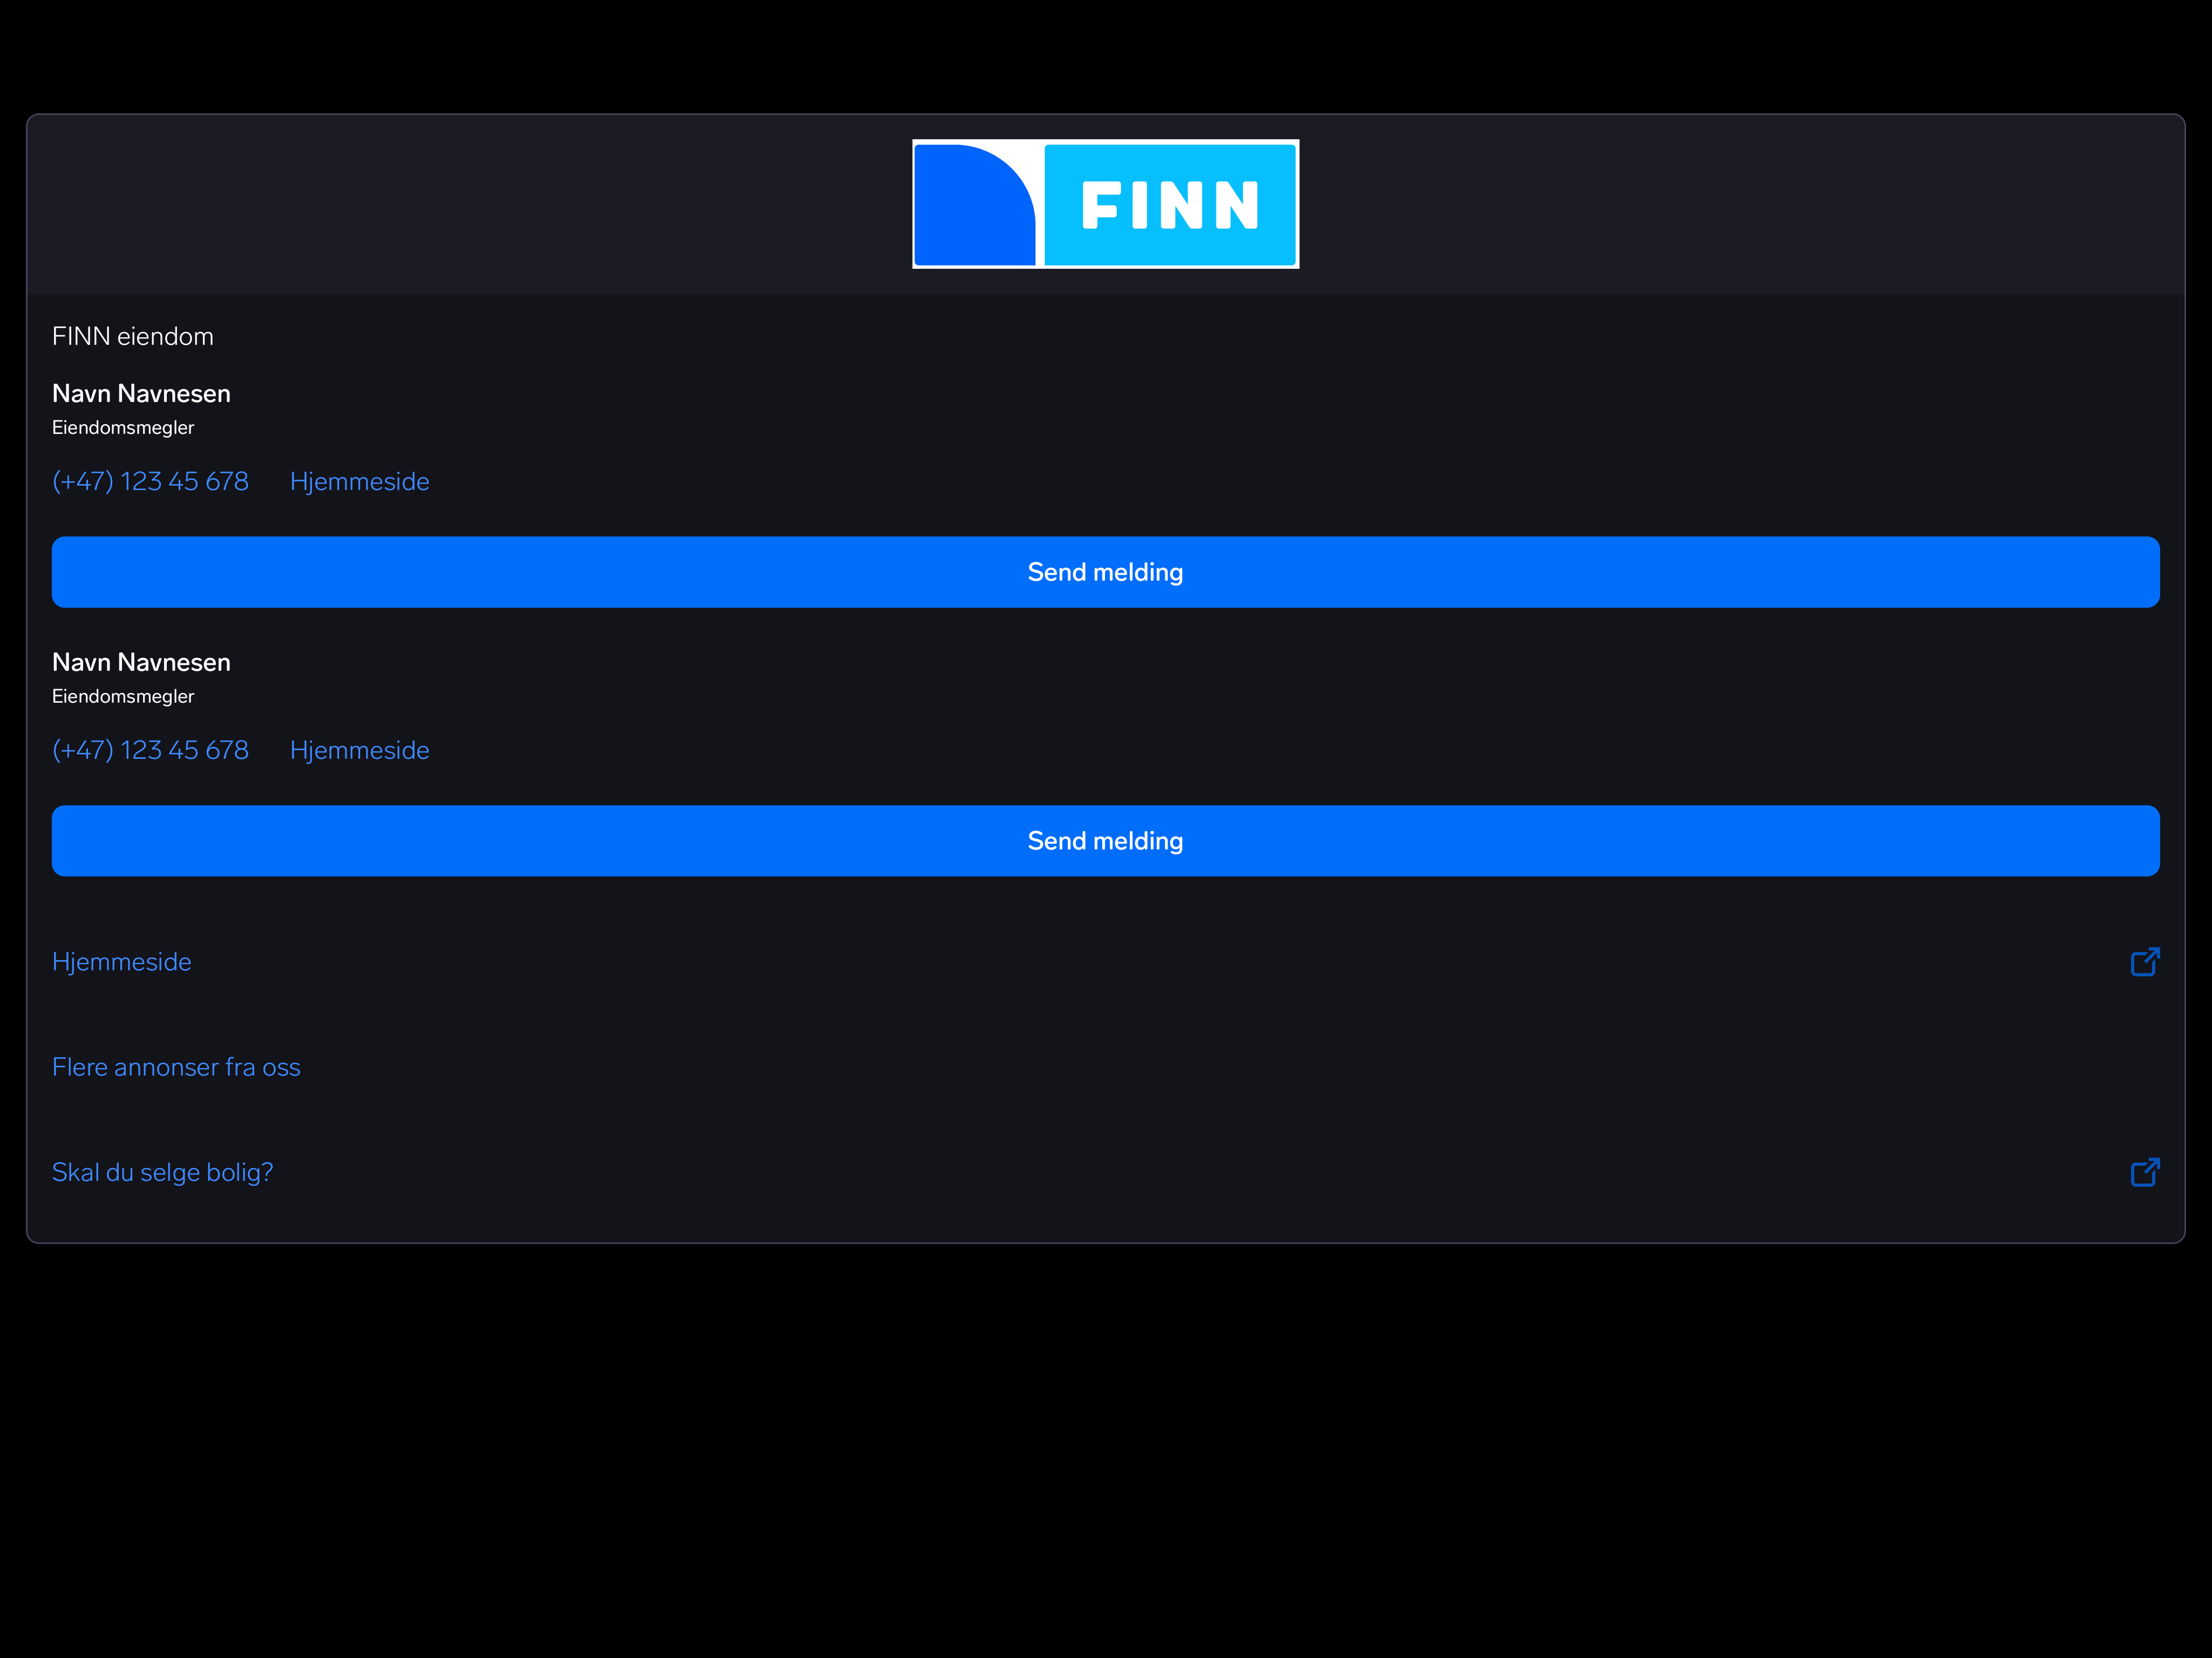 FINN
FINN eiendom
Navn Navnesen
Eiendomsmegler
(+47) 123 45 678 Hjemmeside
Send melding
Navn Navnesen
Eiendomsmegler
(+47) 123 45 678 Hjemmeside
Send melding
Hjemmeside
Flere annonser fra oss
Skal du selge bolig?